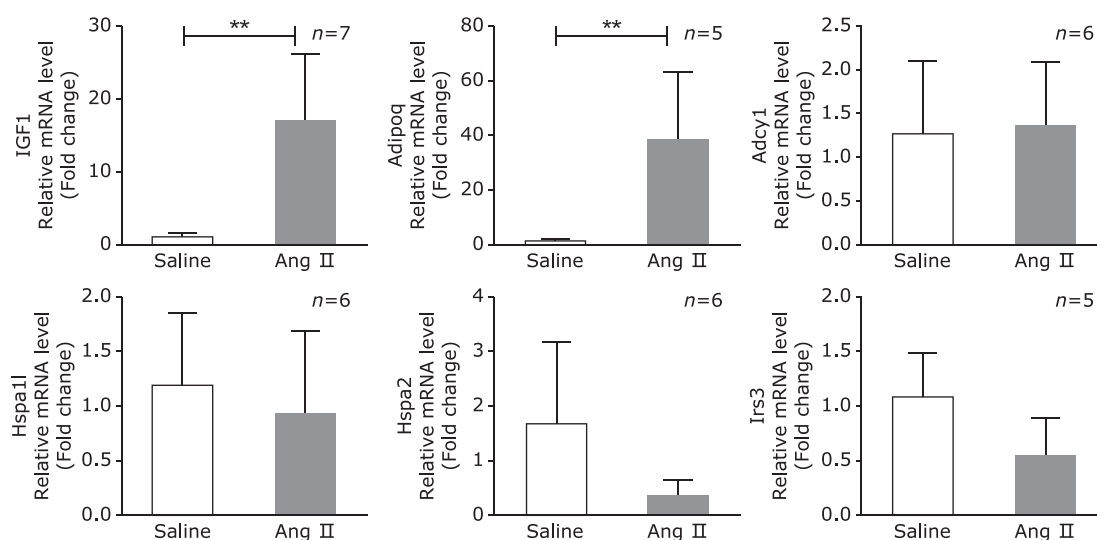 IGF1
Relative mRNA level
(Fold change)
30
20
10
0
**
n=7
Saline
Ang Ⅱ
Adipoq
Relative mRNA level
(Fold change)
80
60
40
20
0
**
n=5
Saline
Ang Ⅱ
Adcy1
Relative mRNA level
(Fold change)
2.5
2.0
1.5
1.0
0.5
0.0
n=6
Saline
Ang Ⅱ
Hspa1l
Relative mRNA level
(Fold change)
2.0
1.5
1.0
0.5
0.0
n=6
Saline
Ang Ⅱ
Hspa2
Relative mRNA level
(Fold change)
4
3
2
1
0
n=6
Saline
Ang Ⅱ
Irs3
Relative mRNA level
(Fold change)
2.0
1.5
1.0
0.5
0.0
n=5
Saline
Ang Ⅱ